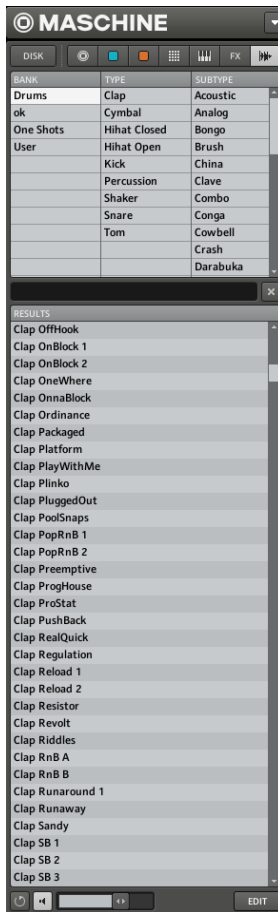 MASCHINE
DISK FX
BANK TYPE SUBTYPE
Drums Clap Acoustic
ok Cymbal Analog
One Shots Hihat Closed Bongo
User Hihat Open Brush
Kick China
Percussion Clave
Shaker Combo
Snare Conga
Tom Cowbell
Crash
Darabuka
RESULTS
Clap OffHook
Clap OnBlock 1
Clap OnBlock 2
Clap OneWhere
Clap OnnaBlock
Clap Ordinance
Clap Packaged
Clap Platform
Clap PlayWithMe
Clap Plinko
Clap PluggedOut
Clap PoolSnaps
Clap PopRnB 1
Clap PopRnB 2
Clap Preemptive
Clap ProgHouse
Clap ProStat
Clap PushBack
Clap RealQuick
Clap Regulation
Clap Reload 1
Clap Reload 2
Clap Resistor
Clap Revolt
Clap Riddles
Clap RnB A
Clap RnB B
Clap Runaround 1
Clap Runaway
Clap Sandy
Clap SB 1
Clap SB 2
Clap SB 3
EDIT